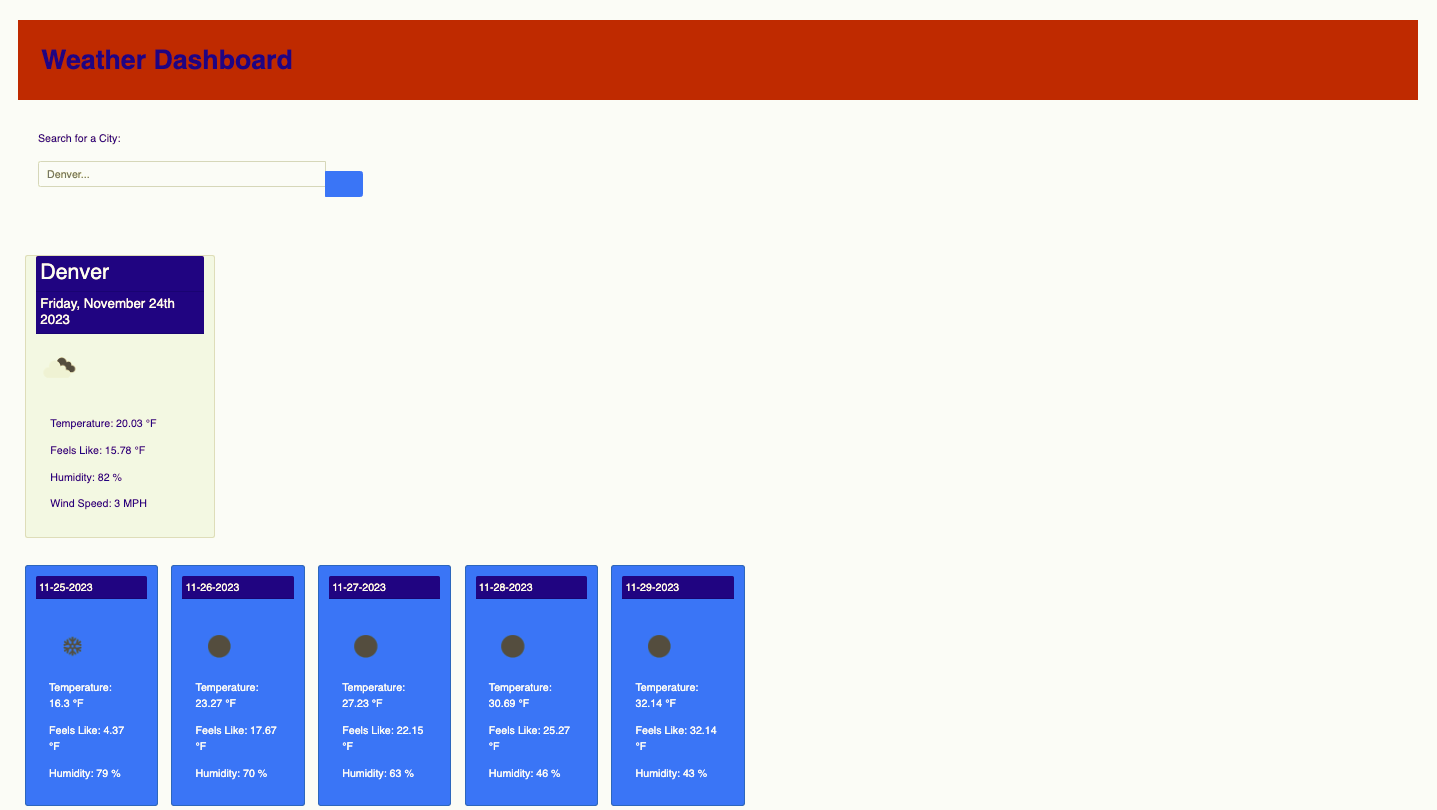 Weather Dashboard
Search for a City:
Denver...
Denver
Friday, November 24th
2023
Temperature: 20.03 °F
Feels Like: 15.78 °F
Humidity: 82 %
Wind Speed: 3 MPH
11-25-2023
Temperature:
16.3 °F
Feels Like: 4.37
°F
Humidity: 79 %
11-26-2023
Temperature:
23.27 °F
Feels Like: 17.67
°F
Humidity: 70 %
11-27-2023
Temperature:
27.23 °F
Feels Like: 22.15
°F
Humidity: 63 %
11-28-2023
Temperature:
30.69 °F
Feels Like: 25.27
°F
Humidity: 46 %
11-29-2023
Temperature:
32.14 °F
Feels Like: 32.14
°F
Humidity: 43 %